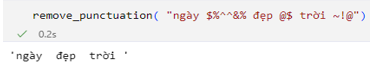 remove_punctuation( "ngày $%^^&% đẹp @$ trời ~!@")
0.2s
'ngày  đẹp  trời '